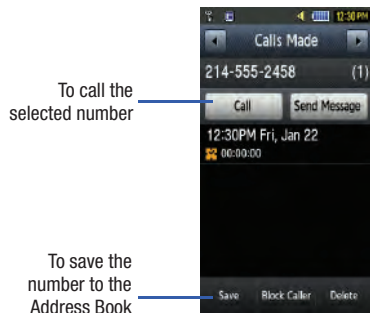 12:30 PM
Calls Made
214-555-2458 (1)
To call the
selected number
Call Send Message
12:30PM Fri, Jan 22
00:00:00
To save the
number to the
Address Book
Save Block Caller Delete